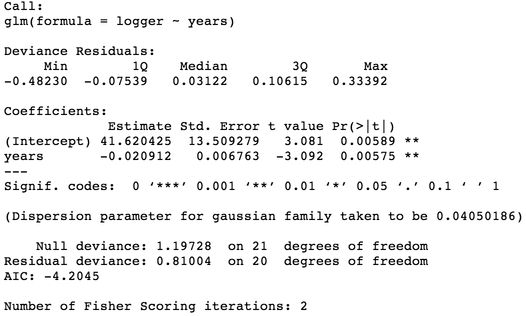 Call:
glm(formula = logger ~ years)
Deviance Residuals:
Min 1Q Median 3Q Max
-0.48230 -0.07539 0.03122 0.10615 0.33392
Coefficients:
Estimate Std. Error t value Pr(>|t|)
(Intercept) 41.620425 13.509279 3.081 0.00589 **
years -0.020912 0.006763 -3.092 0.00575 **
---
Signif. codes: 0 ‘***’ 0.001 ‘**’ 0.01 ‘*’ 0.05 ‘.’ 0.1 ‘ ’ 1
(Dispersion parameter for gaussian family taken to be 0.04050186)
Null deviance: 1.19728 on 21 degrees of freedom
Residual deviance: 0.81004 on 20 degrees of freedom
AIC: -4.2045
Number of Fisher Scoring iterations: 2